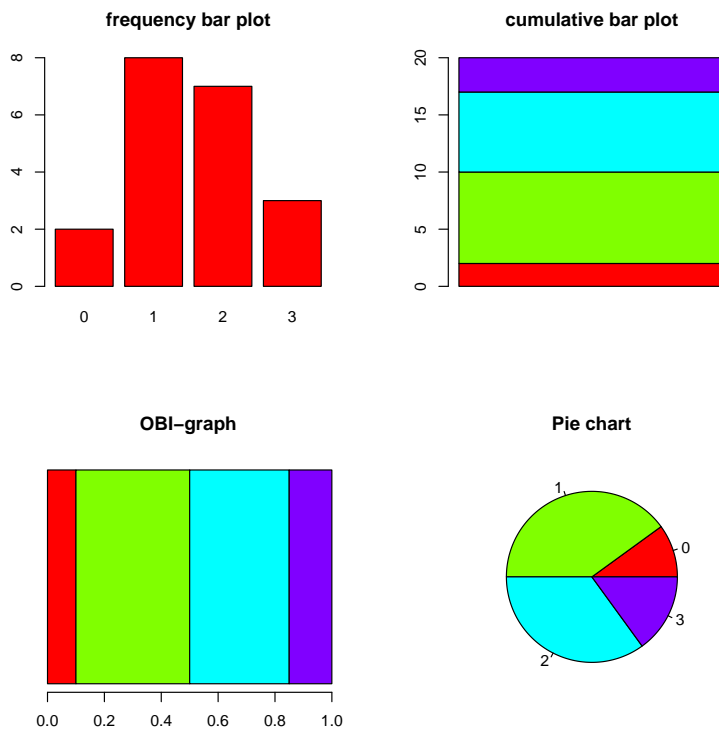 frequency bar plot
0 2 4 6 8
0 1 2 3
cumulative bar plot
0 5 10 15 20
OBI−graph
0.0 0.2 0.4 0.6 0.8 1.0
Pie chart
0
1
2
3